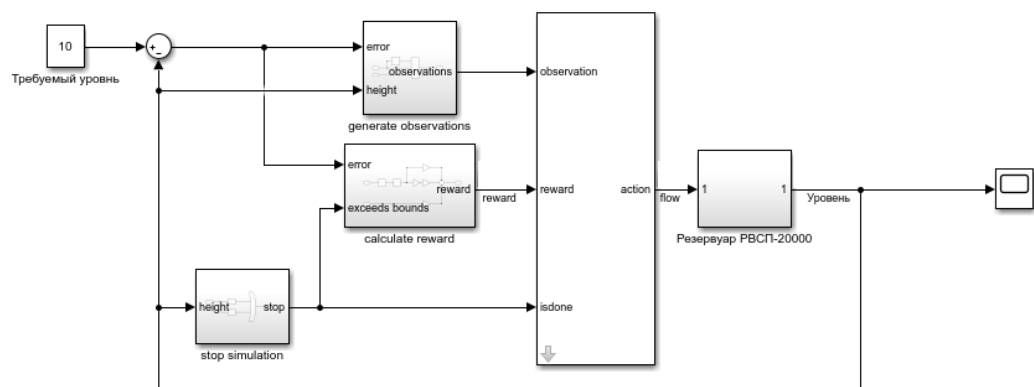 10
Требуемый уровнь
+
−
error
height
observations
generate observations
error
exceeds bounds
reward
calculate reward
reward
height
stop
stop simulation
observation
reward
isdone
action
flow
1
1
Резервуар РВСП-20000
Уровень